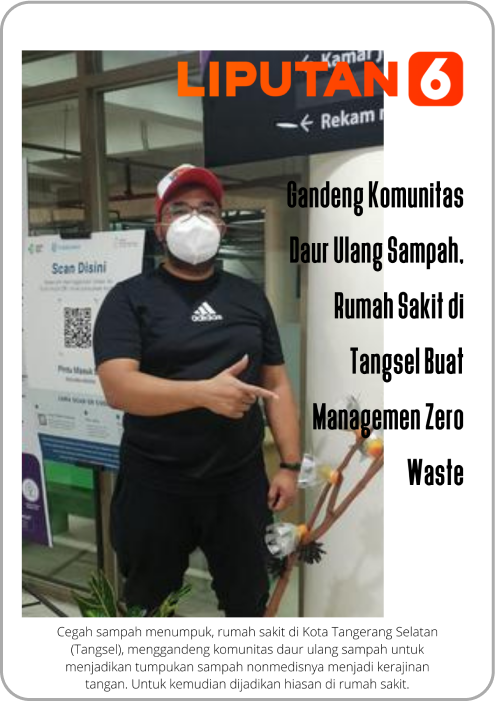 Kamar J
LIPUTAN 6
← Rekam
Gandeng Komunitas
Daur Ulang Sampah,
Rumah Sakit di
Tangsel Buat
Managemen Zero
Waste
Scan Disini
adidas
Pintu Masuk
Cegah sampah menumpuk, rumah sakit di Kota Tangerang Selatan
(Tangsel), menggandeng komunitas daur ulang sampah untuk
menjadikan tumpukan sampah nonmedisnya menjadi kerajinan
tangan. Untuk kemudian dijadikan hiasan di rumah sakit.